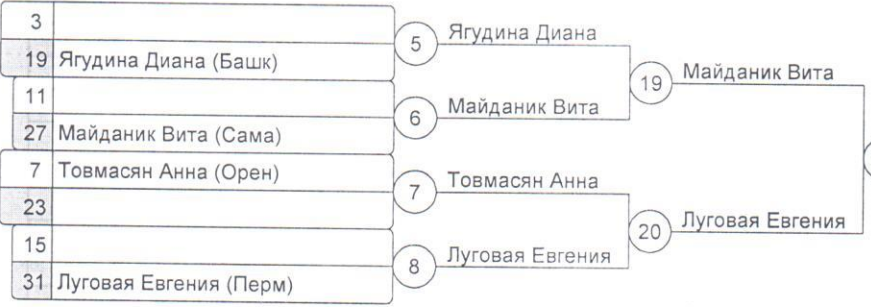 3
19 Ягудина Диана (Башк)
11
27 Майданик Вита (Сама)
7 Товмасян Анна (Орен)
23
15
31 Луговая Евгения (Перм)
5 Ягудина Диана
6 Майданик Вита
7 Товмасян Анна
8 Луговая Евгения
19 Майданик Вита
20 Луговая Евгения